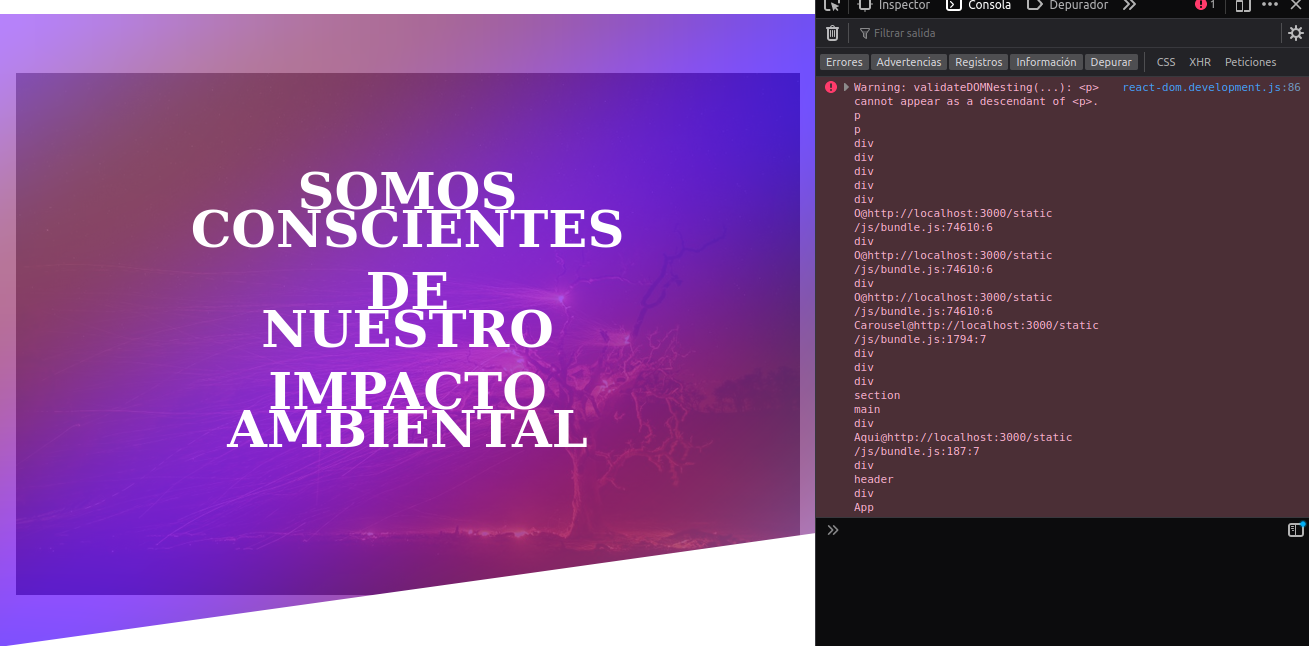 SOMOS
CONSCIENTES
DE
NUESTRO
IMPACTO
AMBIENTAL
Inspector
Consola
Depurador
1
Filtrar salida
Errores
Advertencias
Registros
Información
Depurar
CSS
XHR
Peticiones
Warning: validateDOMNesting(...): <p> react-dom.development.js:86
cannot appear as a descendant of <p>.
p
p
div
div
div
div
div
O@http://localhost:3000/static
/js/bundle.js:74610:6
div
O@http://localhost:3000/static
/js/bundle.js:74610:6
div
O@http://localhost:3000/static
/js/bundle.js:74610:6
Carousel@http://localhost:3000/static
/js/bundle.js:1794:7
div
div
div
section
main
div
Aqui@http://localhost:3000/static
/js/bundle.js:187:7
div
header
div
App